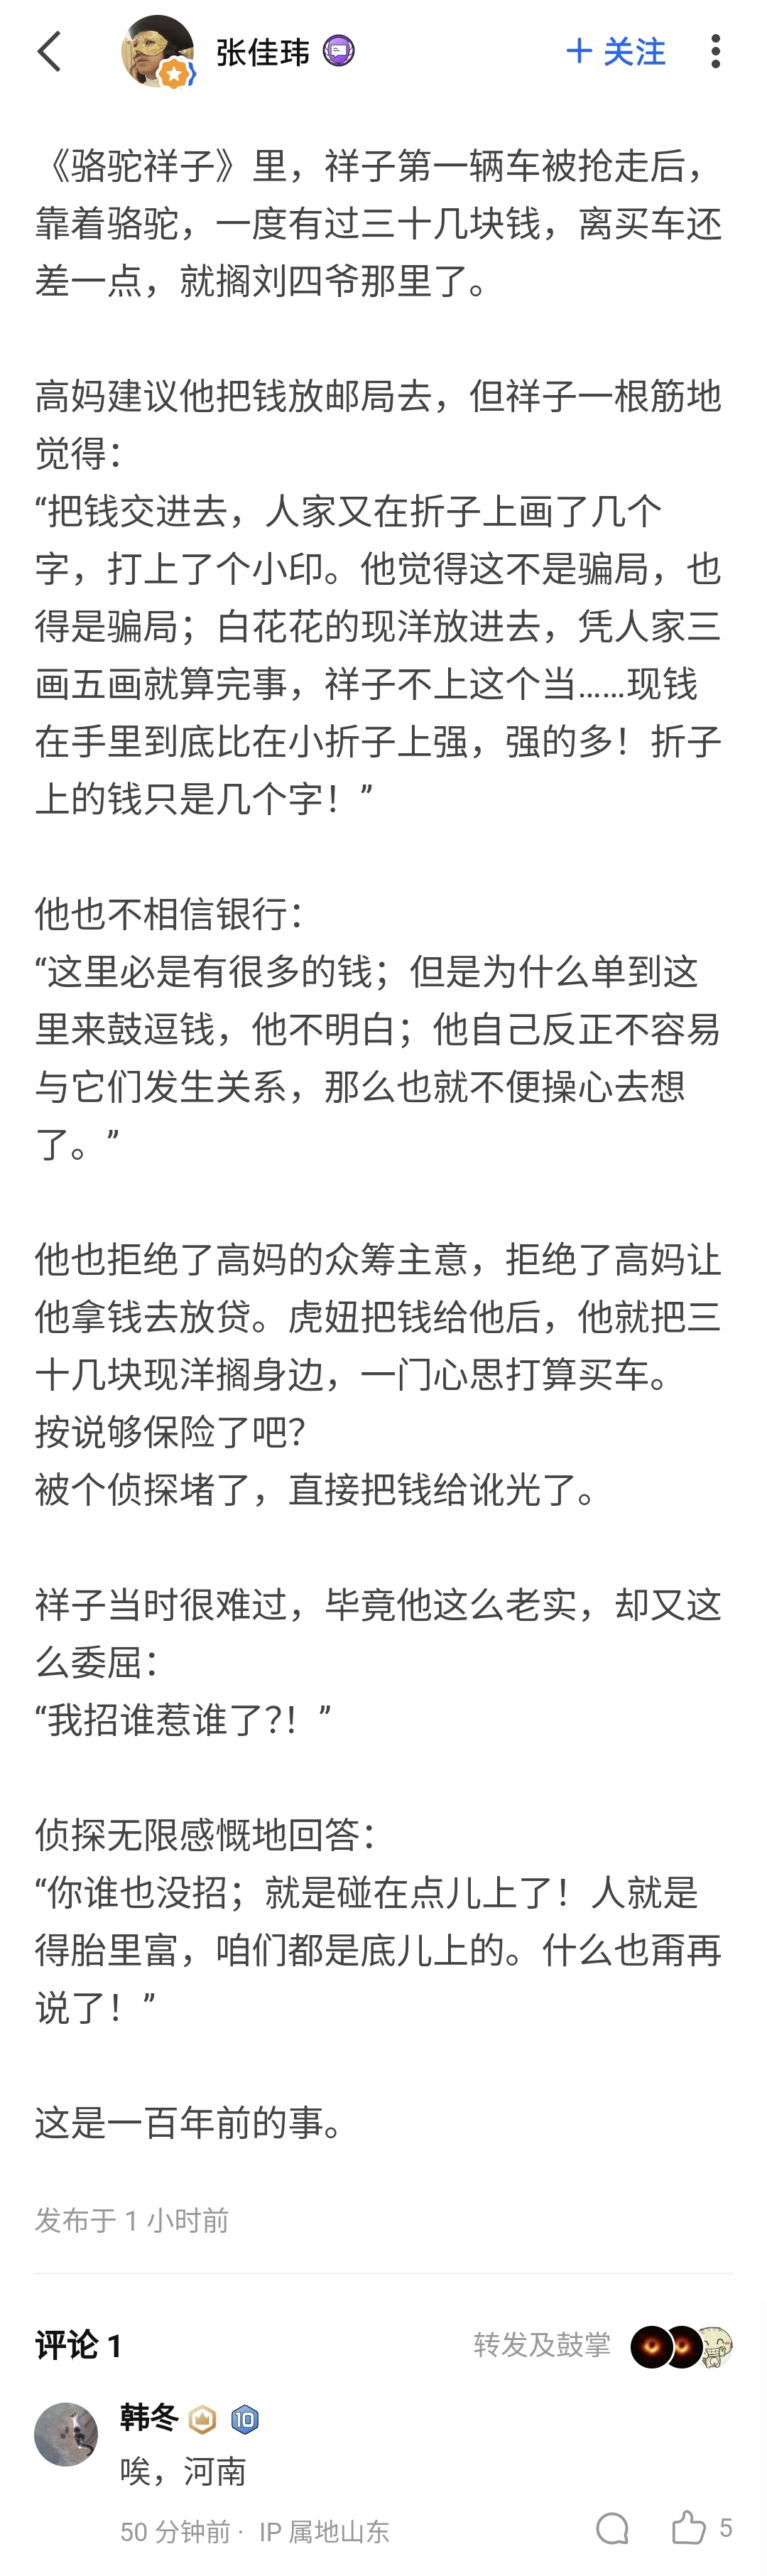 张佳玮
+ 关注
《骆驼祥子》里，祥子第一辆车被抢走后，
靠着骆驼，一度有过三十几块钱，离买车还
差一点，就搁刘四爷那里了。
高妈建议他把钱放邮局去，但祥子一根筋地
觉得：
“把钱交进去，人家又在折子上画了几个
字，打上了个小印。他觉得这不是骗局，也
得是骗局；白花花的现洋放进去，凭人家三
画五画就算完事，祥子不上这个当……现钱
在手里到底比在小折子上强，强的多！折子
上的钱只是几个字！”
他也不相信银行：
“这里必是有很多的钱；但是为什么单到这
里来鼓逗钱，他不明白；他自己反正不容易
与它们发生关系，那么也就不便操心去想
了。”
他也拒绝了高妈的众筹主意，拒绝了高妈让
他拿钱去放贷。虎妞把钱给他后，他就把三
十几块现洋搁身边，一门心思打算买车。
按说够保险了吧？
被个侦探堵了，直接把钱给讹光了。
祥子当时很难过，毕竟他这么老实，却又这
么委屈：
“我招谁惹谁了？！”
侦探无限感慨地回答：
“你谁也没招；就是碰在点儿上了！人就是
得胎里富，咱们都是底儿上的。什么也甭再
说了！”
这是一百年前的事。
发布于 1 小时前
评论 1
转发及鼓掌
韩冬 10
唉，河南
50 分钟前 · IP 属地山东
5